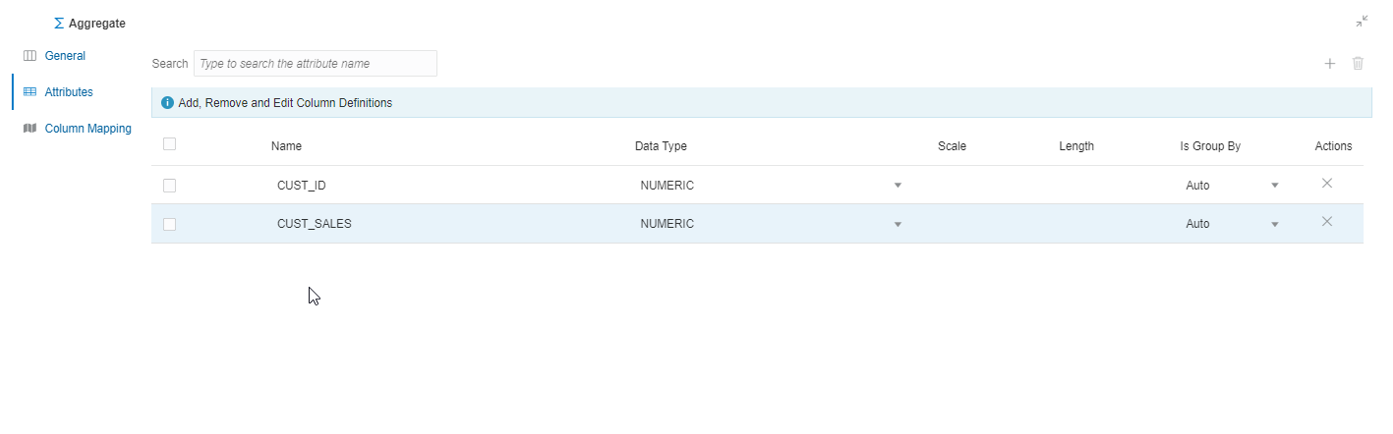 Aggregate
General
Attributes
Column Mapping
Search Type to search the attribute name
Add, Remove and Edit Column Definitions
Name Data Type Scale Length Is Group By Actions
CUST_ID NUMERIC Auto
CUST_SALES NUMERIC Auto